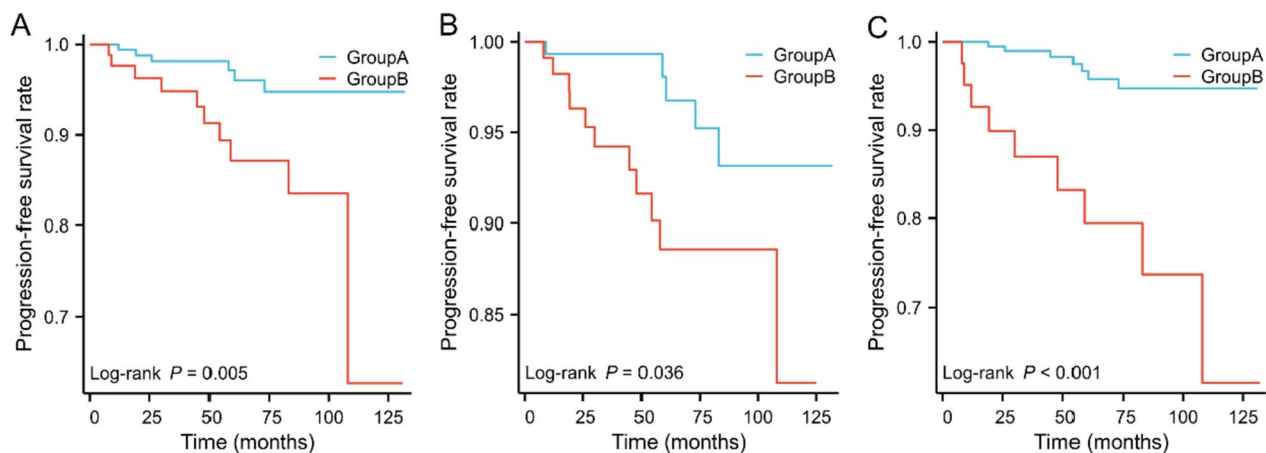 A
Progression-free survival rate
1.0
0.9
0.8
0.7
GroupA
GroupB
Log-rank P = 0.005
0 25 50 75 100 125
Time (months)
B
Progression-free survival rate
1.00
0.95
0.90
0.85
GroupA
GroupB
Log-rank P = 0.036
0 25 50 75 100 125
Time (months)
C
Progression-free survival rate
1.0
0.9
0.8
0.7
GroupA
GroupB
Log-rank P < 0.001
0 25 50 75 100 125
Time (months)